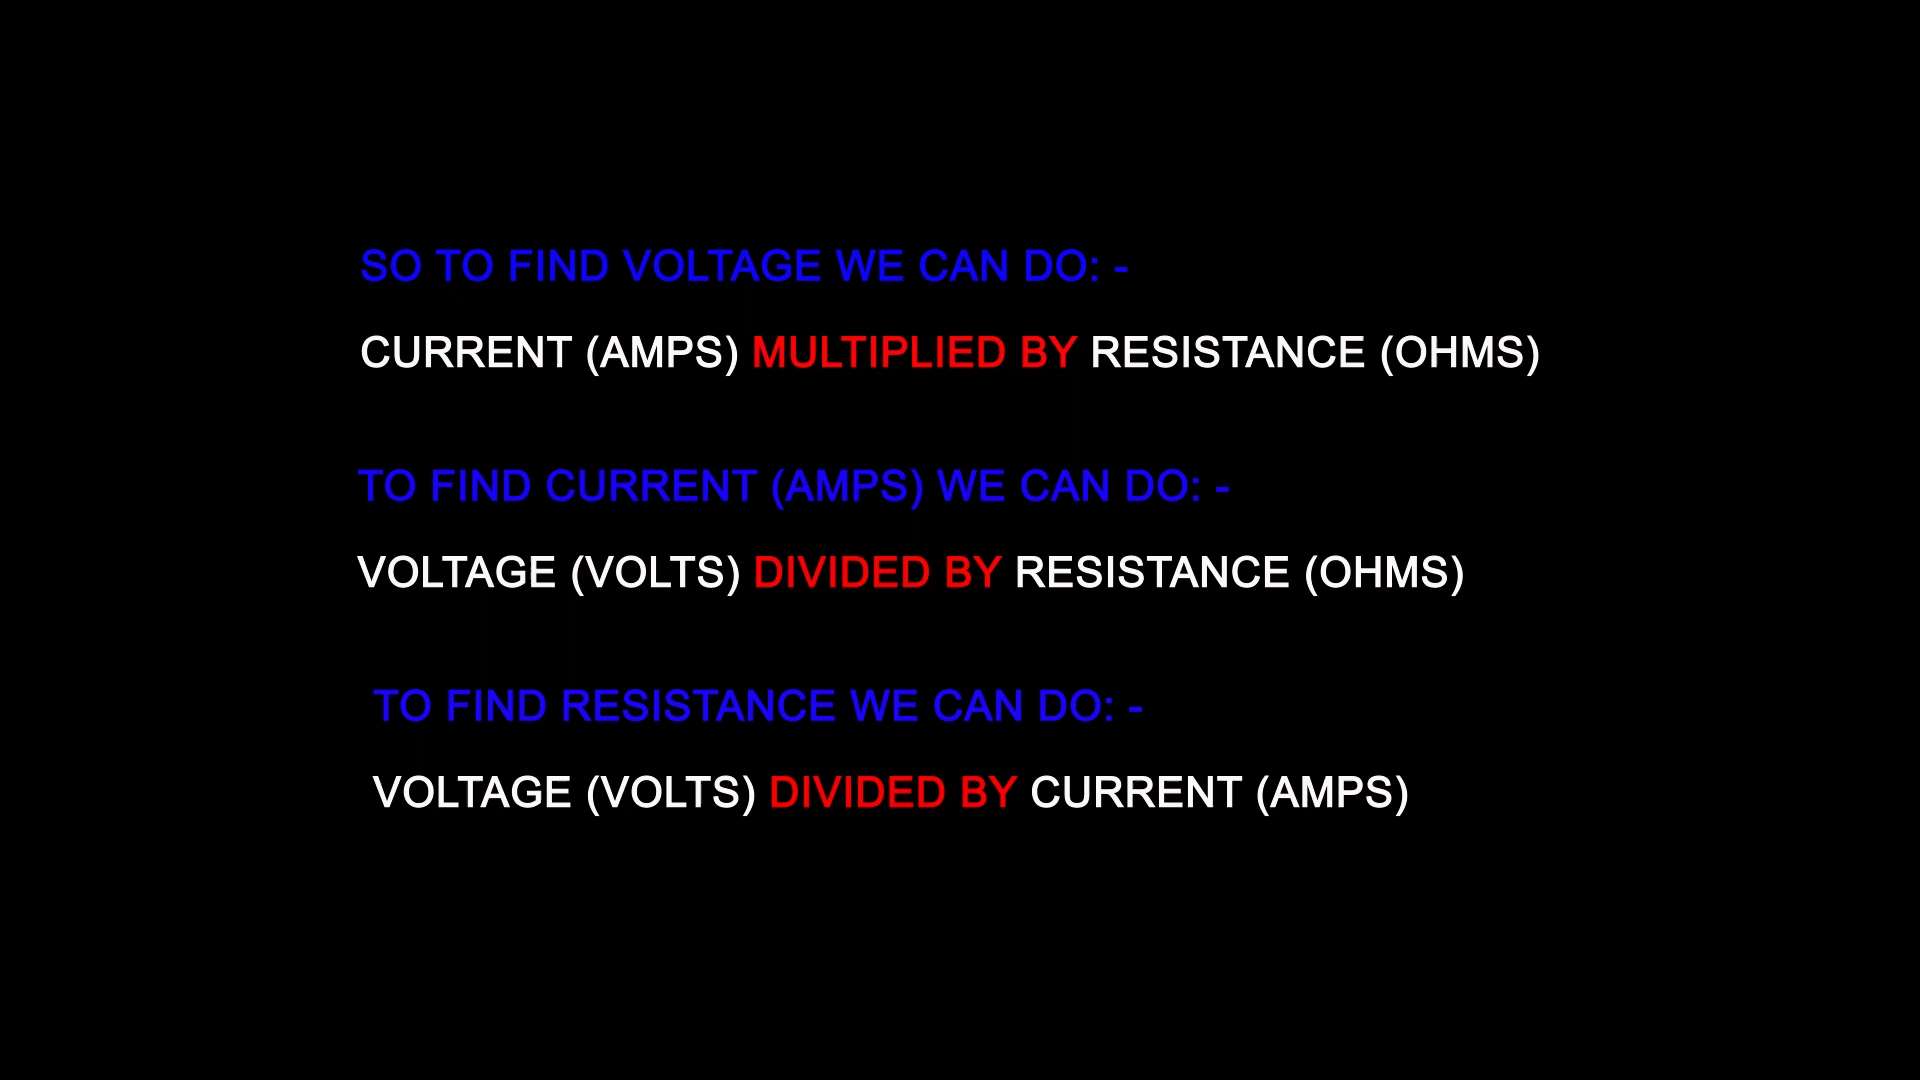 SO TO FIND VOLTAGE WE CAN DO: -
CURRENT (AMPS) MULTIPLIED BY RESISTANCE (OHMS)
TO FIND CURRENT (AMPS) WE CAN DO: -
VOLTAGE (VOLTS) DIVIDED BY RESISTANCE (OHMS)
TO FIND RESISTANCE WE CAN DO: -
VOLTAGE (VOLTS) DIVIDED BY CURRENT (AMPS)